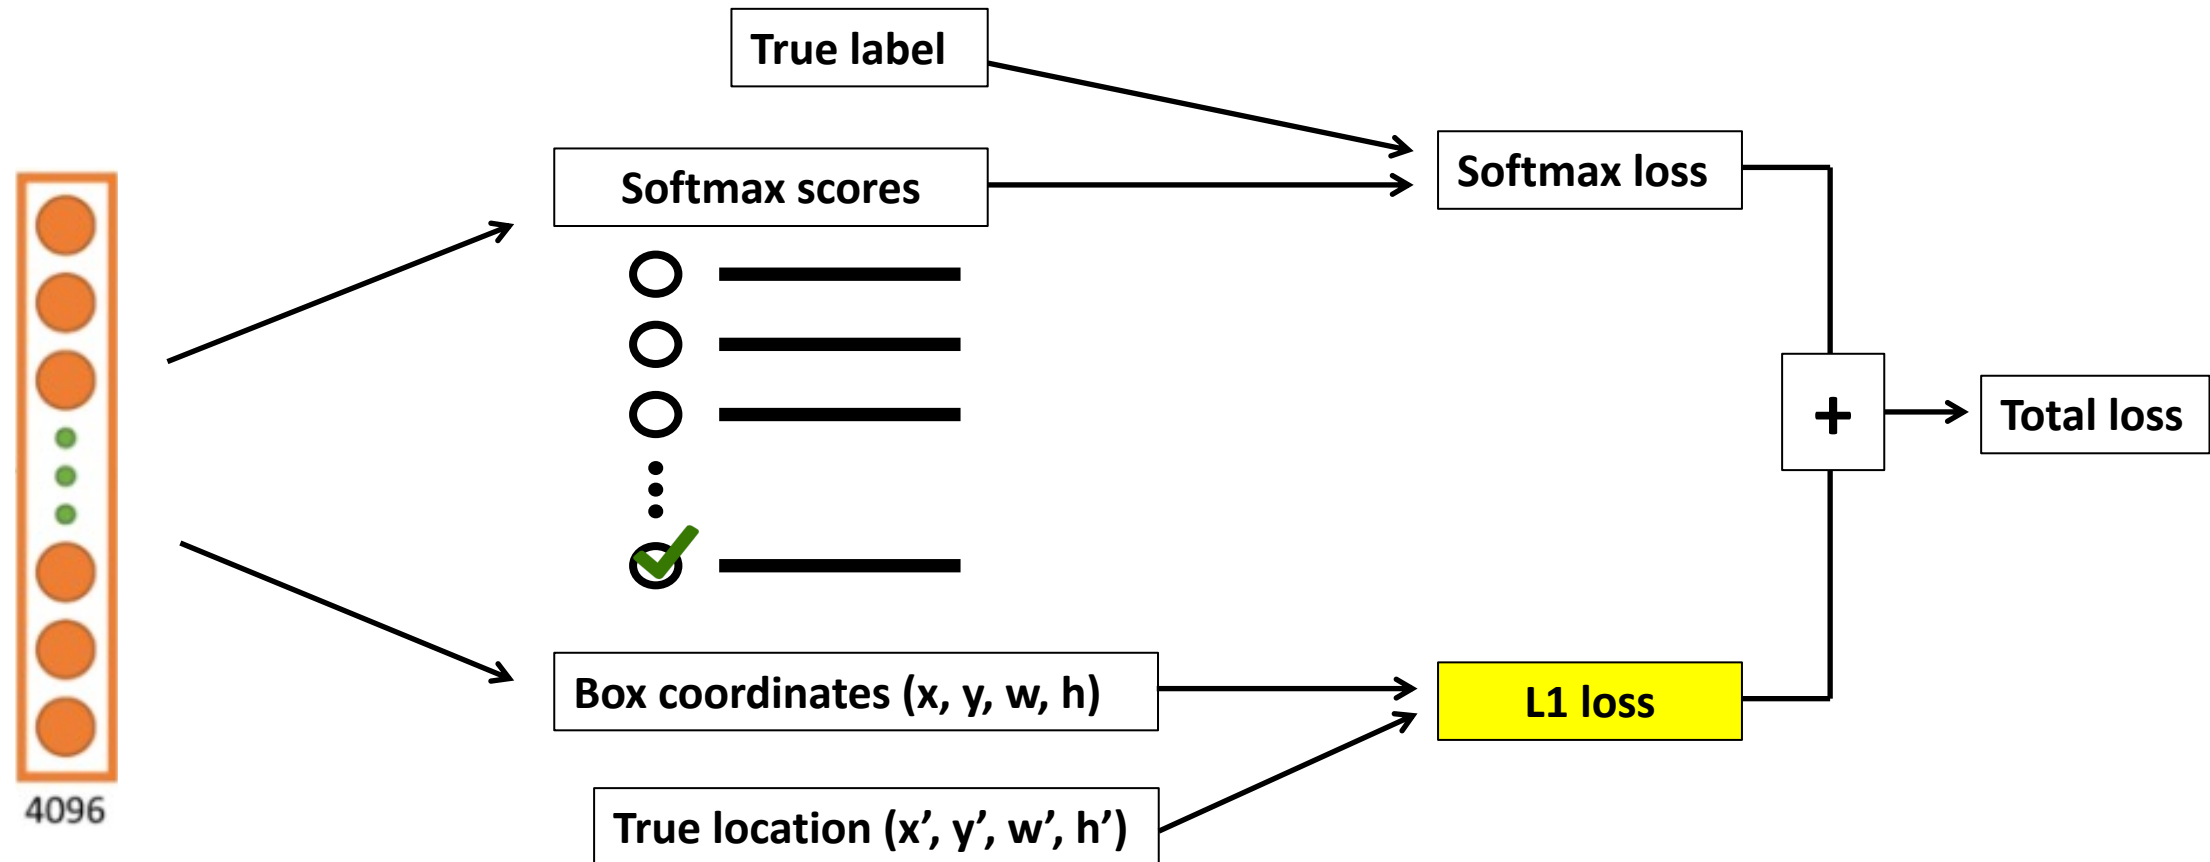 True label
Softmax scores
Softmax loss
+
Total loss
Box coordinates (x, y, w, h)
L1 loss
4096
True location (x’, y’, w’, h’)